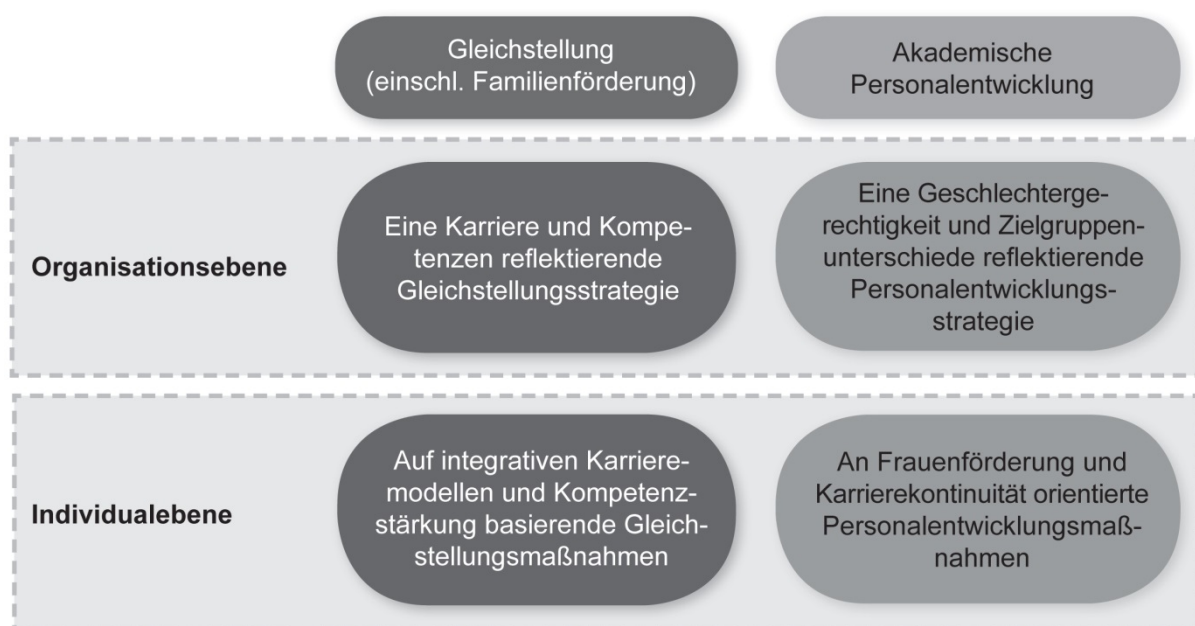 Gleichstellung
(einschl. Familienförderung)
Akademische
Personalentwicklung
Organisationsebene
Eine Karriere und Kompe-
tenzen reflektierende
Gleichstellungsstrategie
Eine Geschlechterge-
rechtigkeit und Zielgruppen-
unterschiede reflektierende
Personalentwicklungs-
strategie
Individualebene
Auf integrativen Karriere-
modellen und Kompetenz-
stärkung basierende Gleich-
stellungsmaßnahmen
An Frauenförderung und
Karrierekontinuität orientierte
Personalentwicklungsmaß-
nahmen